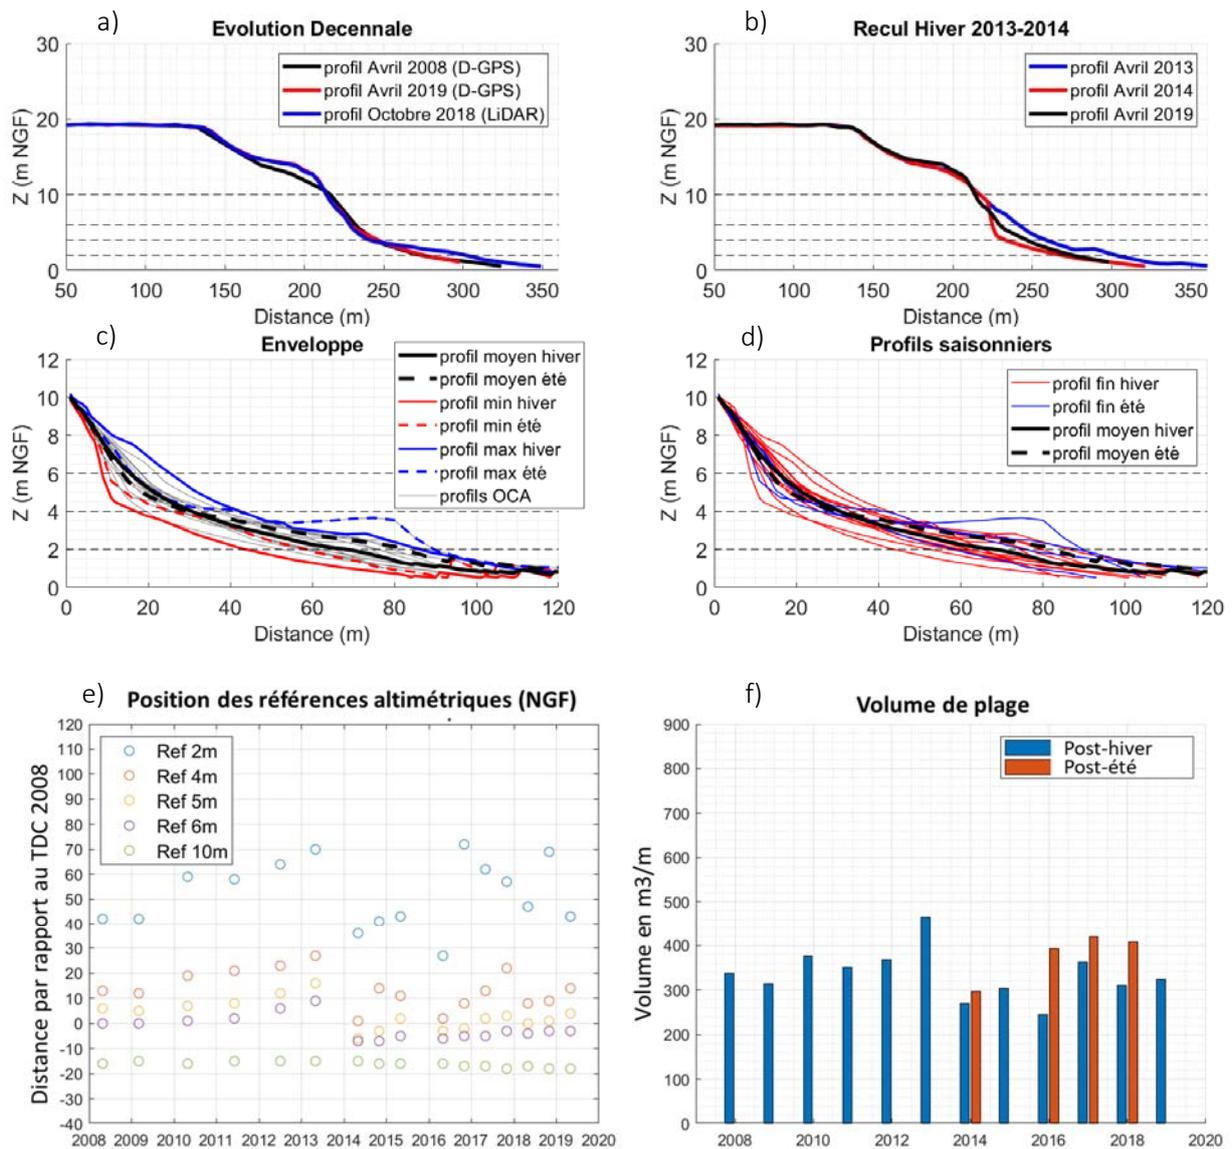 a)
Evolution Decennale
30
20
10
0
Z (m NGF)
profil Avril 2008 (D-GPS)
profil Avril 2019 (D-GPS)
profil Octobre 2018 (LiDAR)
50 100 150 200 250 300 350
Distance (m)
b)
Recul Hiver 2013-2014
30
20
10
0
Z (m NGF)
profil Avril 2013
profil Avril 2014
profil Avril 2019
50 100 150 200 250 300 350
Distance (m)
c)
Enveloppe
12
10
8
6
4
2
0
Z (m NGF)
profil moyen hiver
profil moyen été
profil min hiver
profil min été
profil max hiver
profil max été
profils OCA
0 20 40 60 80 100 120
Distance (m)
d)
Profils saisonniers
12
10
8
6
4
2
0
Z (m NGF)
profil fin hiver
profil fin été
profil moyen hiver
profil moyen été
0 20 40 60 80 100 120
Distance (m)
e)
Position des références altimétriques (NGF)
120
110
100
90
80
70
60
50
40
30
20
10
0
-10
-20
-30
-40
Distance par rapport au TDC 2008
Ref 2m
Ref 4m
Ref 5m
Ref 6m
Ref 10m
2008 2009 2010 2011 2012 2013 2014 2015 2016 2017 2018 2019 2020
f)
Volume de plage
900
800
700
600
500
400
300
200
100
0
Volume en m3/m
Post-hiver
Post-été
2008 2010 2012 2014 2016 2018 2020